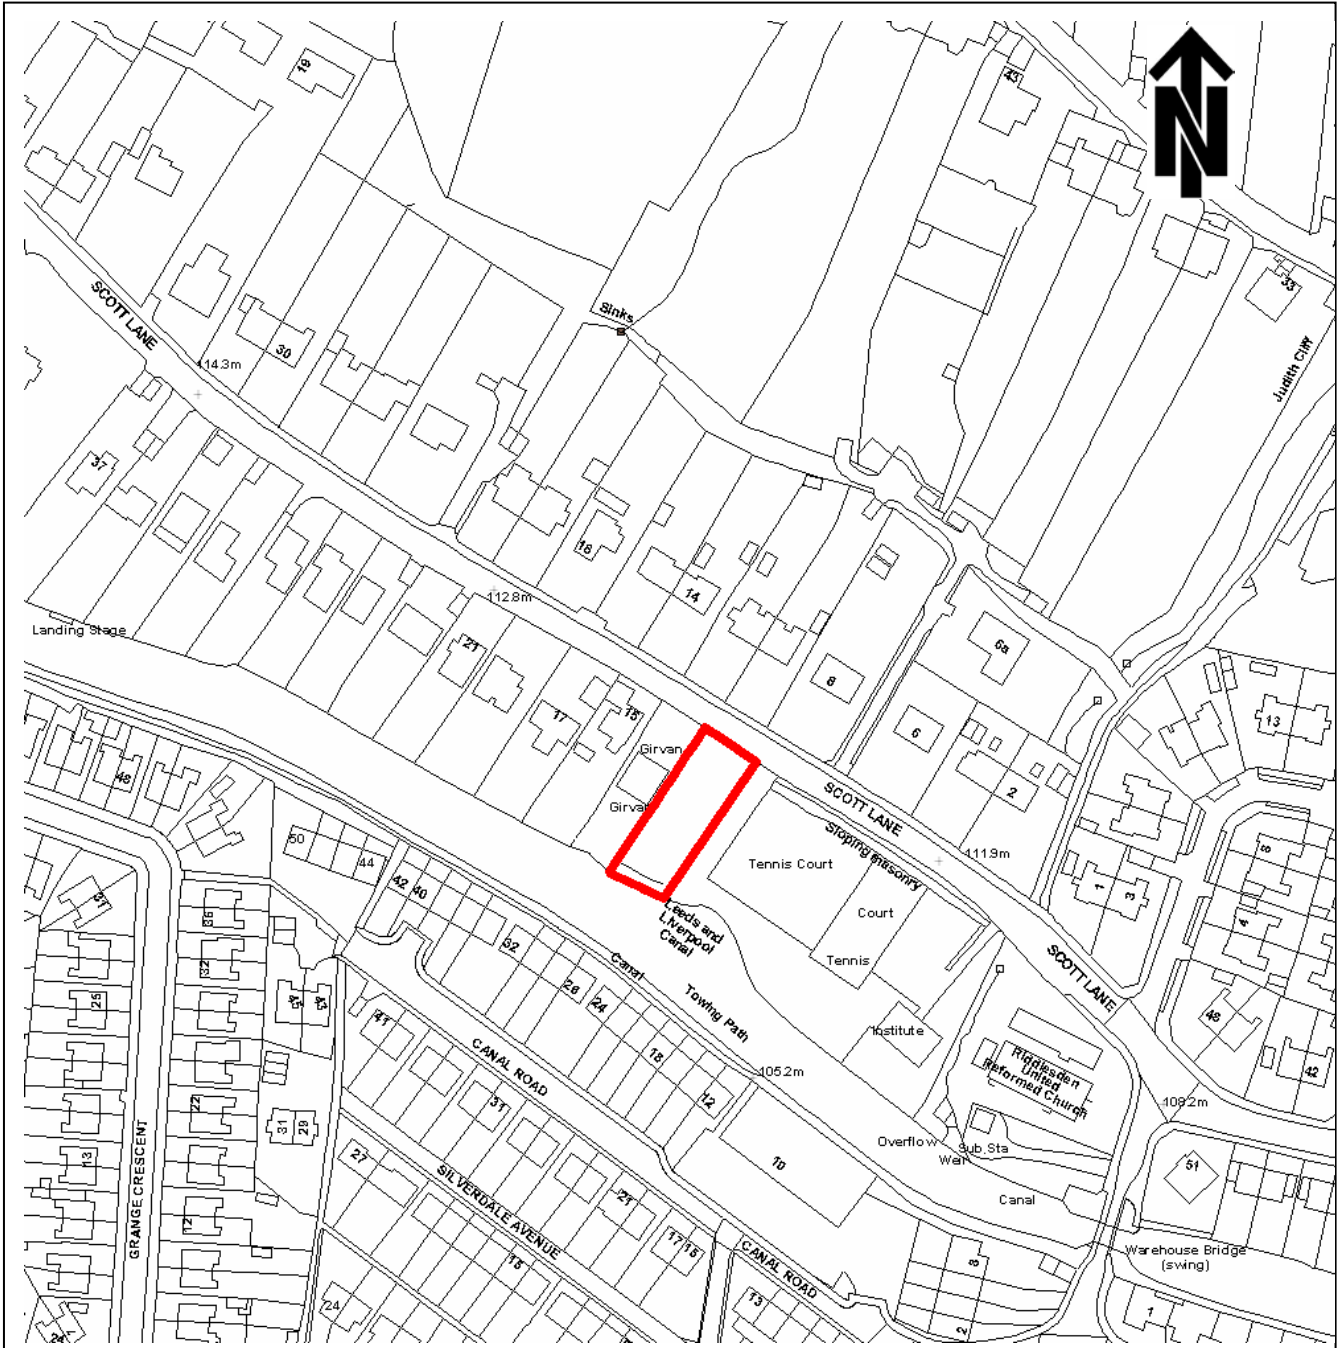 N
19
43
33
SCOTT LANE
114.3m
30
Sinks
Judith Cliff
37
18
14
112.8m
Landing Stage
21
6a
8
17
15
6
13
Girvan
2
48
SCOTT LANE
Sloping masonry
111.9m
Tennis Court
50
44
42
40
Court
1
3
8
4
31
36
32
32
Leeds and
Liverpool
Canal
Canal
Towing Path
Tennis
SCOTT LANE
28
24
25
41
CANAL ROAD
18
12
Institute
Riddlesden
United
Reformed Church
48
42
105.2m
108.2m
31
22
31
29
Overflow
Weir
Sub Sta
10
51
13
27
GRANGE CRESCENT
SILVERDALE AVENUE
21
Canal
12
17
15
15
CANAL ROAD
Warehouse Bridge
(swing)
3
24
13
2
1
24